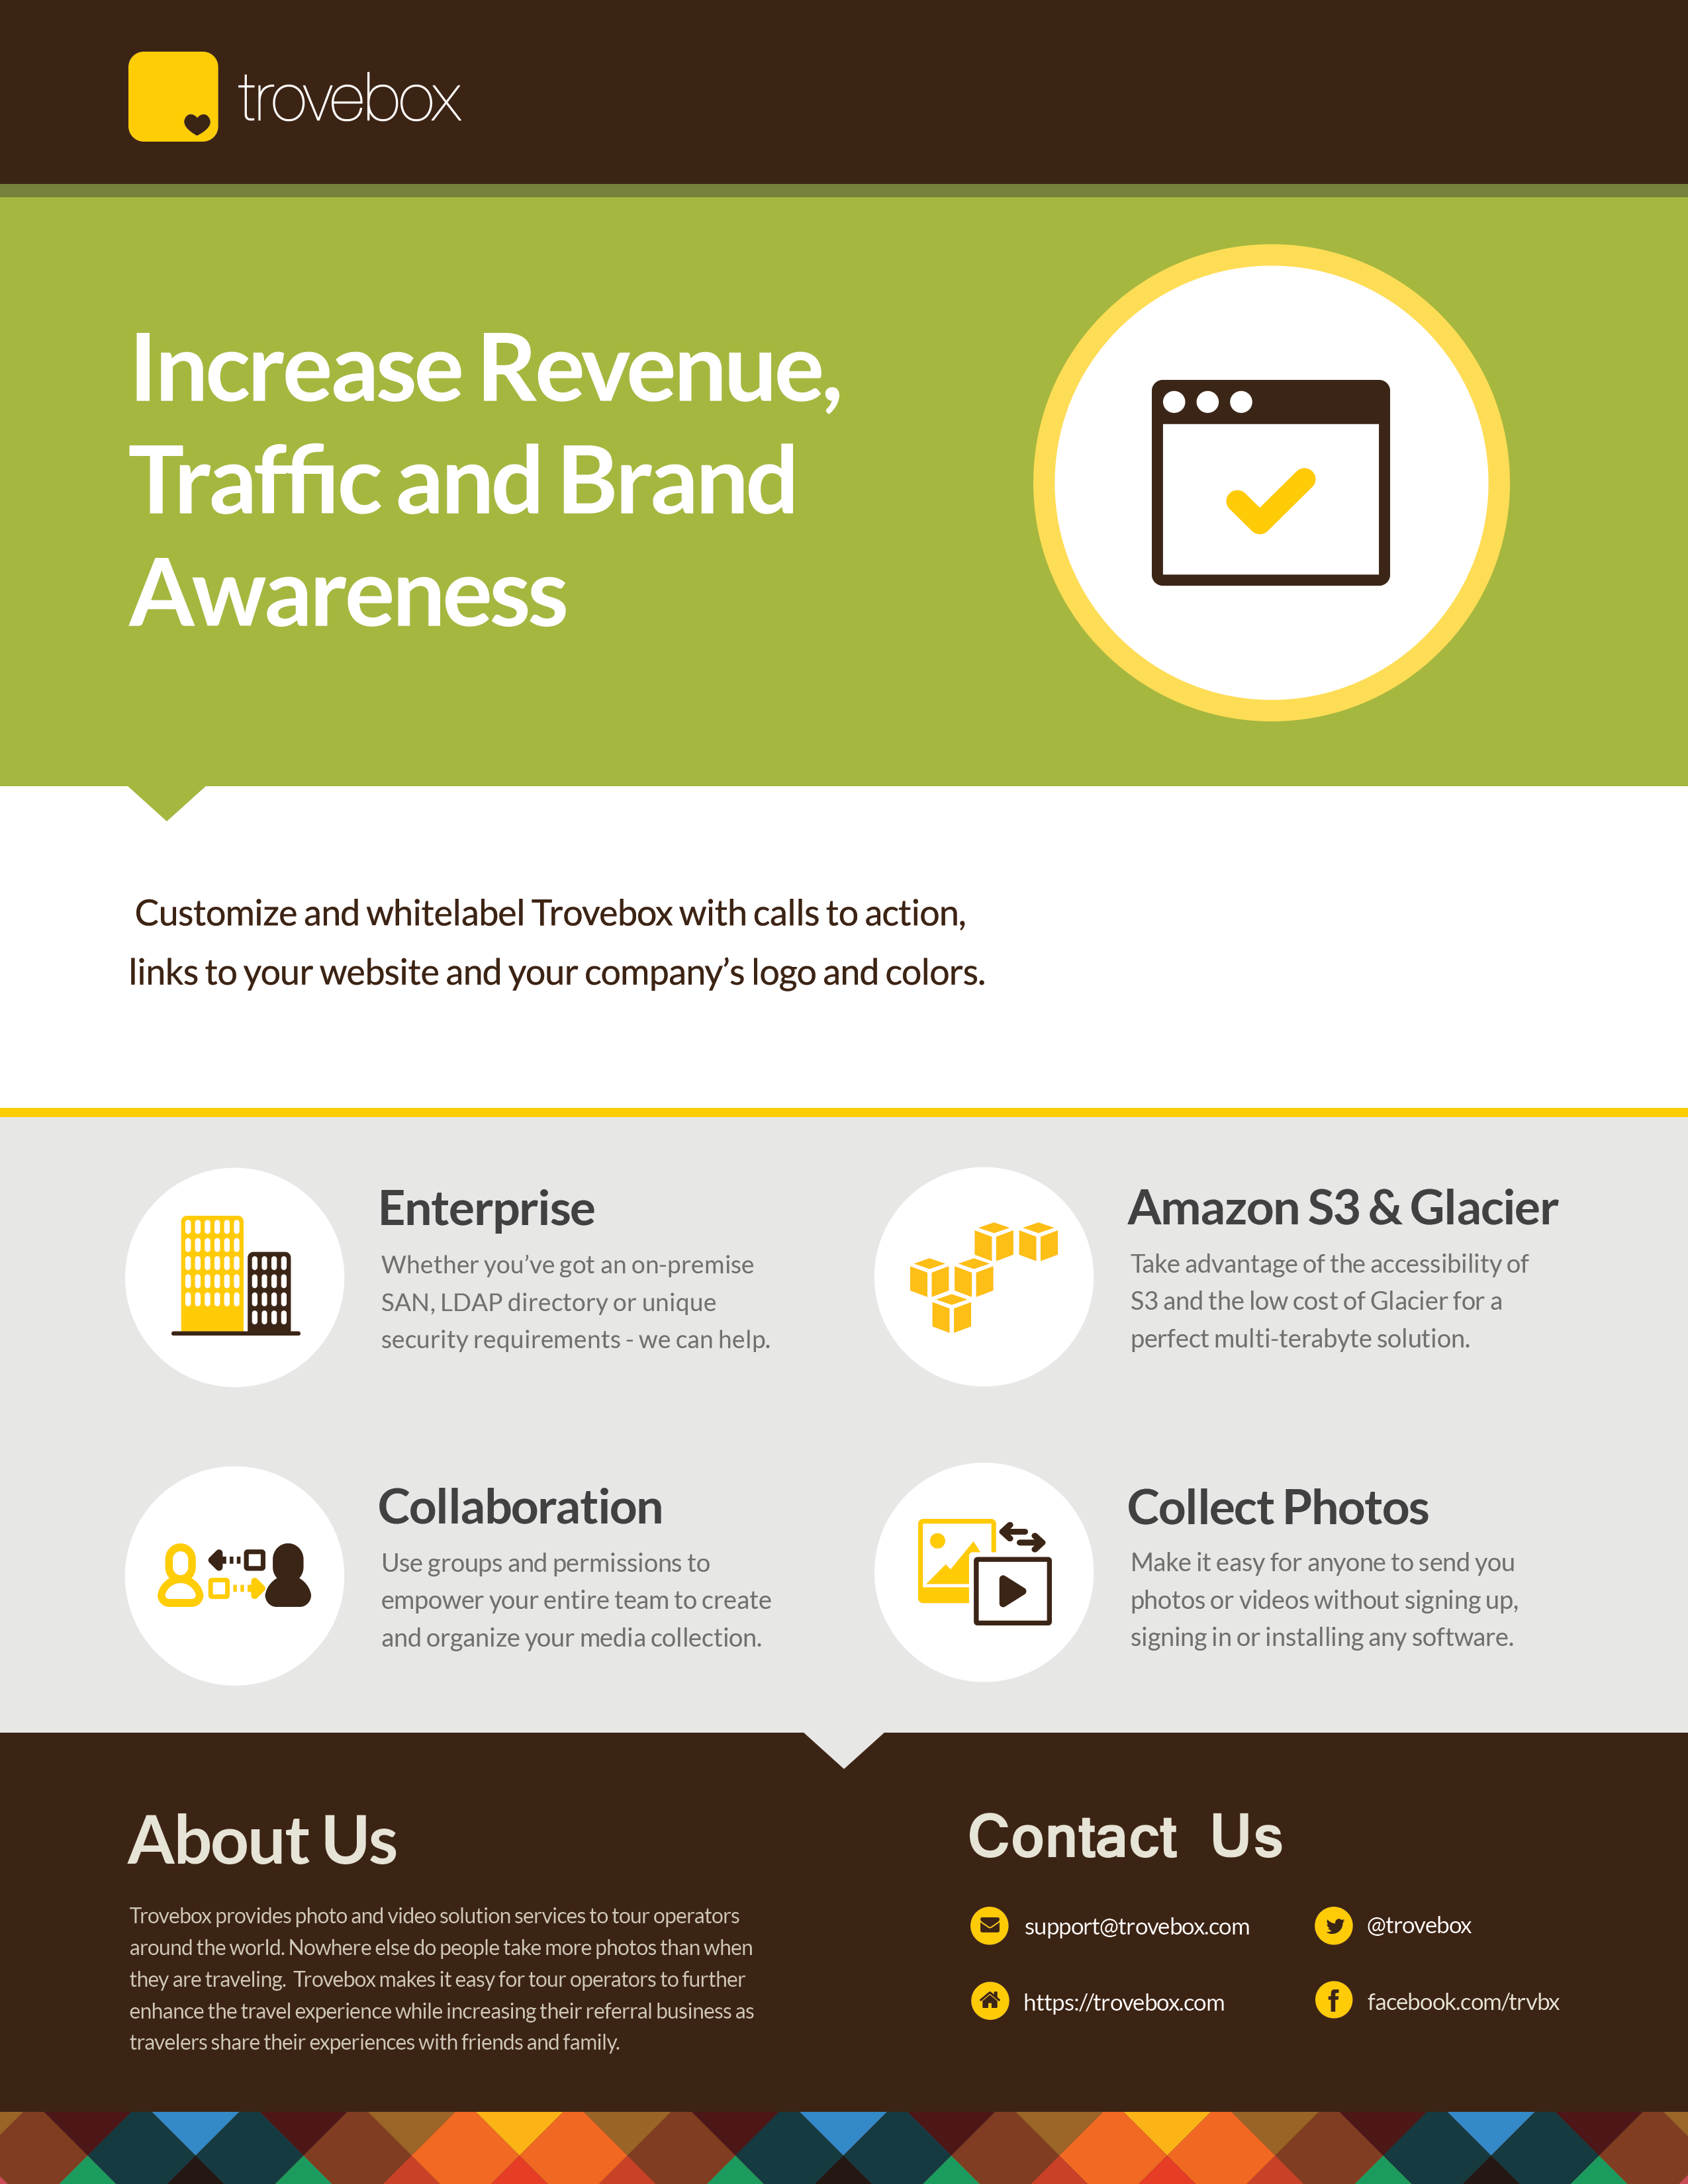 trovebox
Increase Revenue,
Traffic and Brand
Awareness
Customize and whitelabel Trovebox with calls to action,
links to your website and your company’s logo and colors.
Enterprise
Whether you’ve got an on-premise
SAN, LDAP directory or unique
security requirements - we can help.
Amazon S3 & Glacier
Take advantage of the accessibility of
S3 and the low cost of Glacier for a
perfect multi-terabyte solution.
Collaboration
Use groups and permissions to
empower your entire team to create
and organize your media collection.
Collect Photos
Make it easy for anyone to send you
photos or videos without signing up,
signing in or installing any software.
About Us
Trovebox provides photo and video solution services to tour operators
around the world. Nowhere else do people take more photos than when
they are traveling.  Trovebox makes it easy for tour operators to further
enhance the travel experience while increasing their referral business as
travelers share their experiences with friends and family.
Contact Us
support@trovebox.com
@trovebox
https://trovebox.com
facebook.com/trvbx